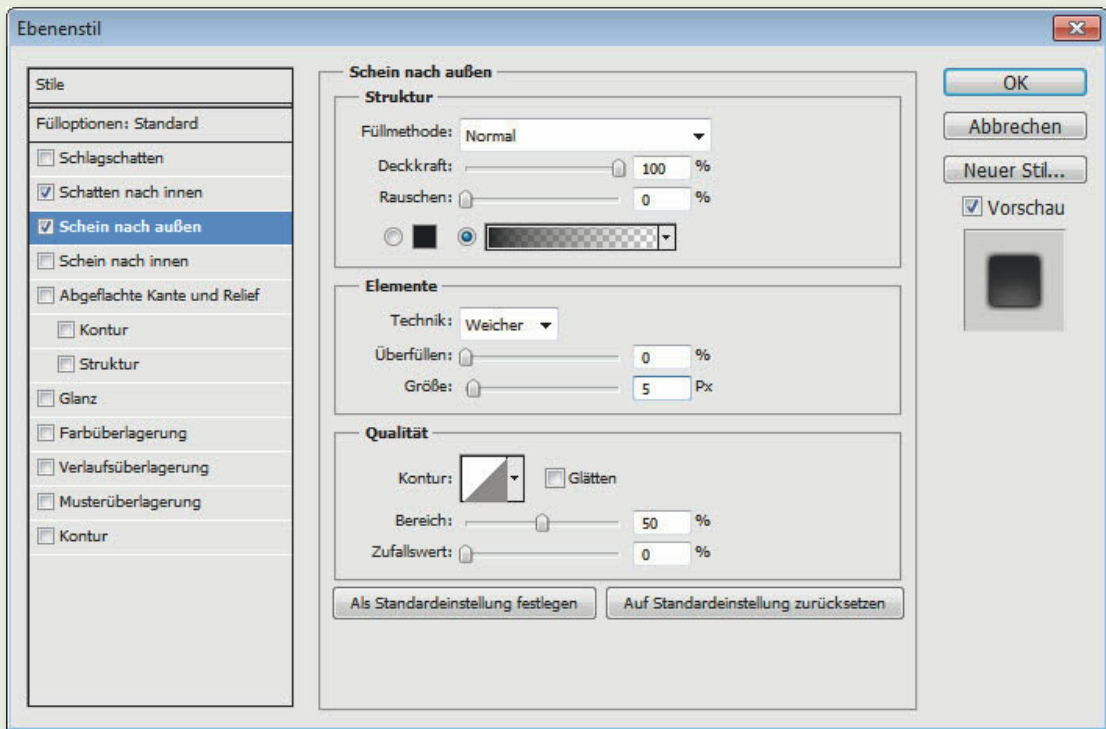 Ebenenstil
Stile
Fülloptionen: Standard
Schlagschatten
Schatten nach innen
Schein nach außen
Schein nach innen
Abgeflachte Kante und Relief
Kontur
Struktur
Glanz
Farbüberlagerung
Verlaufsüberlagerung
Musterüberlagerung
Kontur
Schein nach außen
Struktur
Füllmethode: Normal
Deckkraft: 100 %
Rauschen: 0 %
Elemente
Technik: Weicher
Überfüllen: 0 %
Größe: 5 Px
Qualität
Kontur: Glätten
Bereich: 50 %
Zufallswert: 0 %
Als Standardeinstellung festlegen Auf Standardeinstellung zurücksetzen
OK
Abbrechen
Neuer Stil...
Vorschau